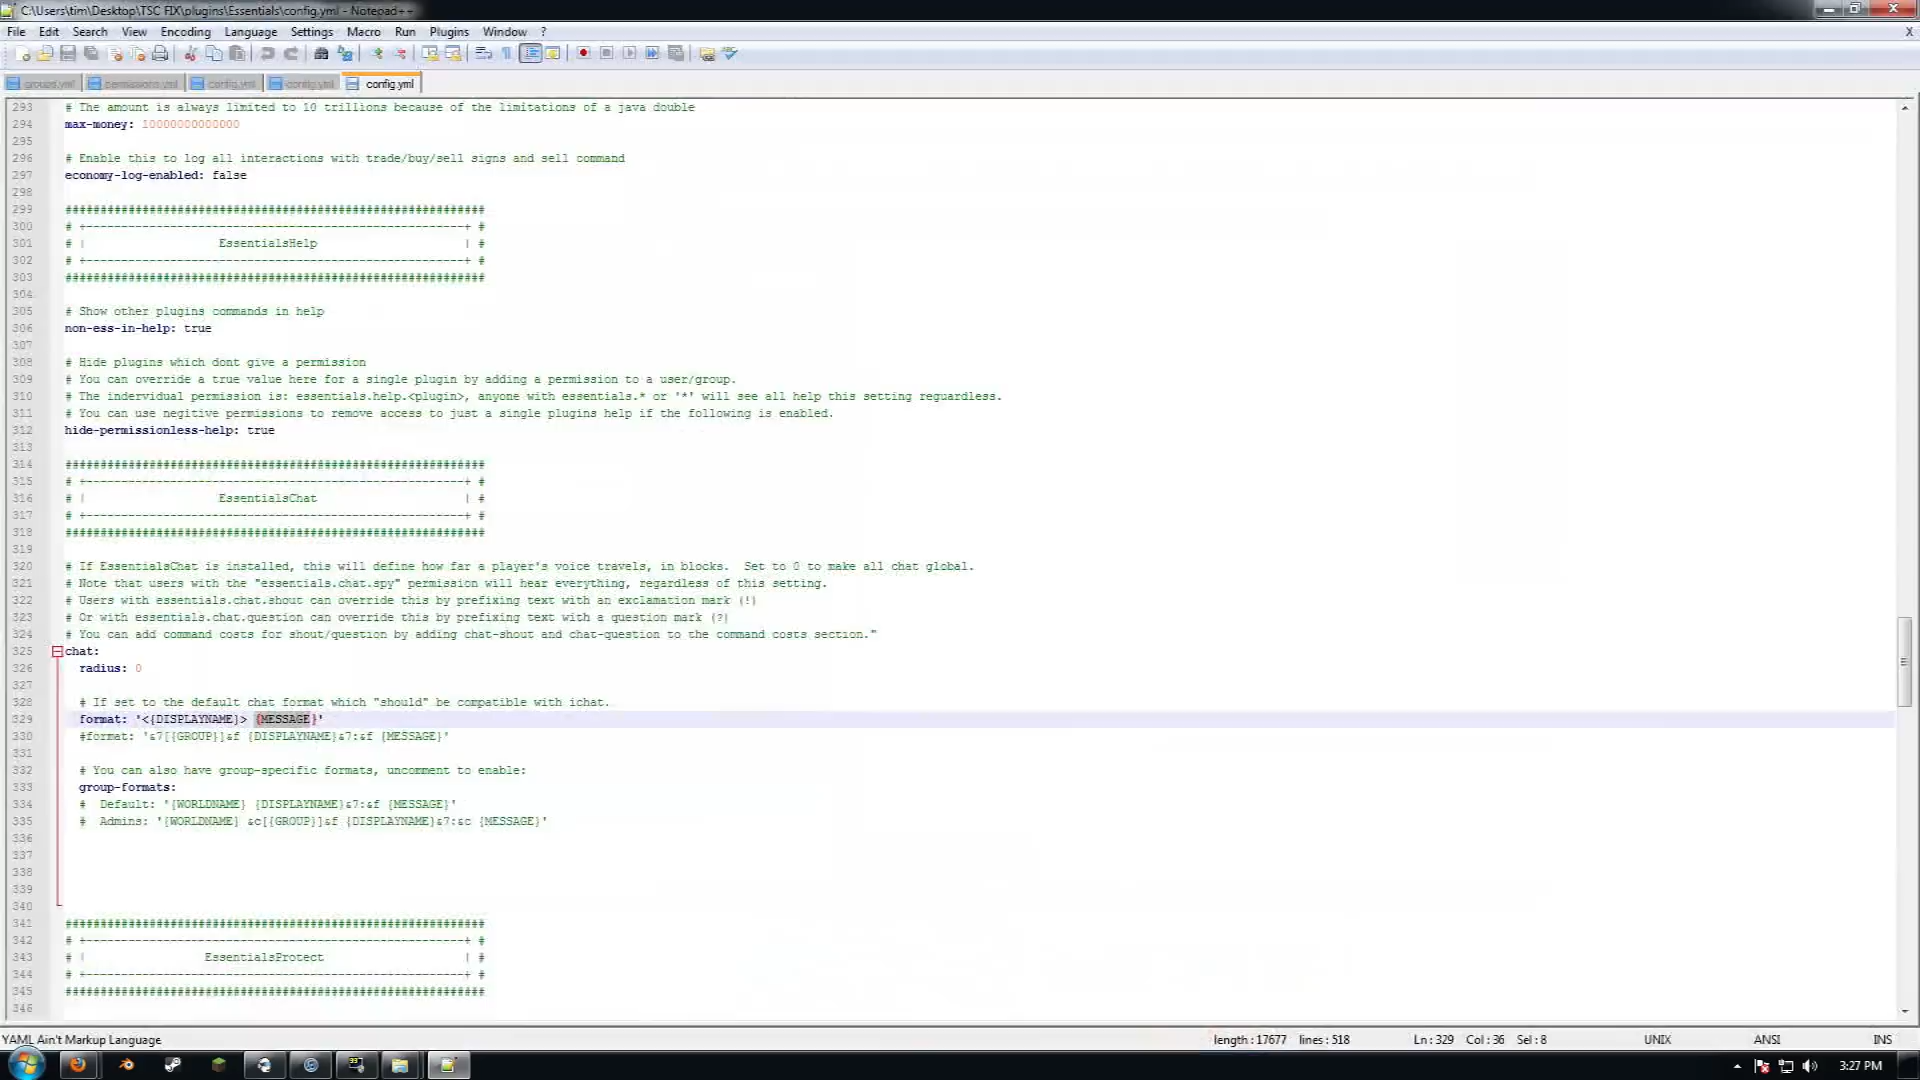 C:\Users\tim\Desktop\TSC FIX\plugins\Essentials\config.yml - Notepad++
File Edit Search View Encoding Language Settings Macro Run Plugins Window ? X
groups.yml permissions.yml config.yml config.yml config.yml
293 # The amount is always limited to 10 trillions because of the limitations of a java double
294 max-money: 10000000000000
295
296 # Enable this to log all interactions with trade/buy/sell signs and sell command
297 economy-log-enabled: false
298
299 ############################################################
300 # +------------------------------------------------------+ #
301 # | EssentialsHelp | #
302 # +------------------------------------------------------+ #
303 ############################################################
304
305 # Show other plugins commands in help
306 non-ess-in-help: true
307
308 # Hide plugins which dont give a permission
309 # You can override a true value here for a single plugin by adding a permission to a user/group.
310 # The indervidual permission is: essentials.help.<plugin>, anyone with essentials.* or '*' will see all help this setting reguardless.
311 # You can use negitive permissions to remove access to just a single plugins help if the following is enabled.
312 hide-permissionless-help: true
313
314 ############################################################
315 # +------------------------------------------------------+ #
316 # | EssentialsChat | #
317 # +------------------------------------------------------+ #
318 ############################################################
319
320 # If EssentialsChat is installed, this will define how far a player's voice travels, in blocks.  Set to 0 to make all chat global.
321 # Note that users with the "essentials.chat.spy" permission will hear everything, regardless of this setting.
322 # Users with essentials.chat.shout can override this by prefixing text with an exclamation mark (!)
323 # Or with essentials.chat.question can override this by prefixing text with a question mark (?)
324 # You can add command costs for shout/question by adding chat-shout and chat-question to the command costs section."
325 chat:
326 radius: 0
327
328 # If set to the default chat format which "should" be compatible with ichat.
329 format: '<{DISPLAYNAME}> {MESSAGE}'
330 #format: '&7[{GROUP}]&f {DISPLAYNAME}&7:&f {MESSAGE}'
331
332 # You can also have group-specific formats, uncomment to enable:
333 group-formats:
334 #  Default: '{WORLDNAME} {DISPLAYNAME}&7:&f {MESSAGE}'
335 #  Admins: '{WORLDNAME} &c[{GROUP}]&f {DISPLAYNAME}&7:&c {MESSAGE}'
336
337
338
339
340
341 ############################################################
342 # +------------------------------------------------------+ #
343 # | EssentialsProtect | #
344 # +------------------------------------------------------+ #
345 ############################################################
346
YAML Ain't Markup Language length : 17677 lines : 518 Ln : 329 Col : 36 Sel : 8 UNIX ANSI INS
3:27 PM